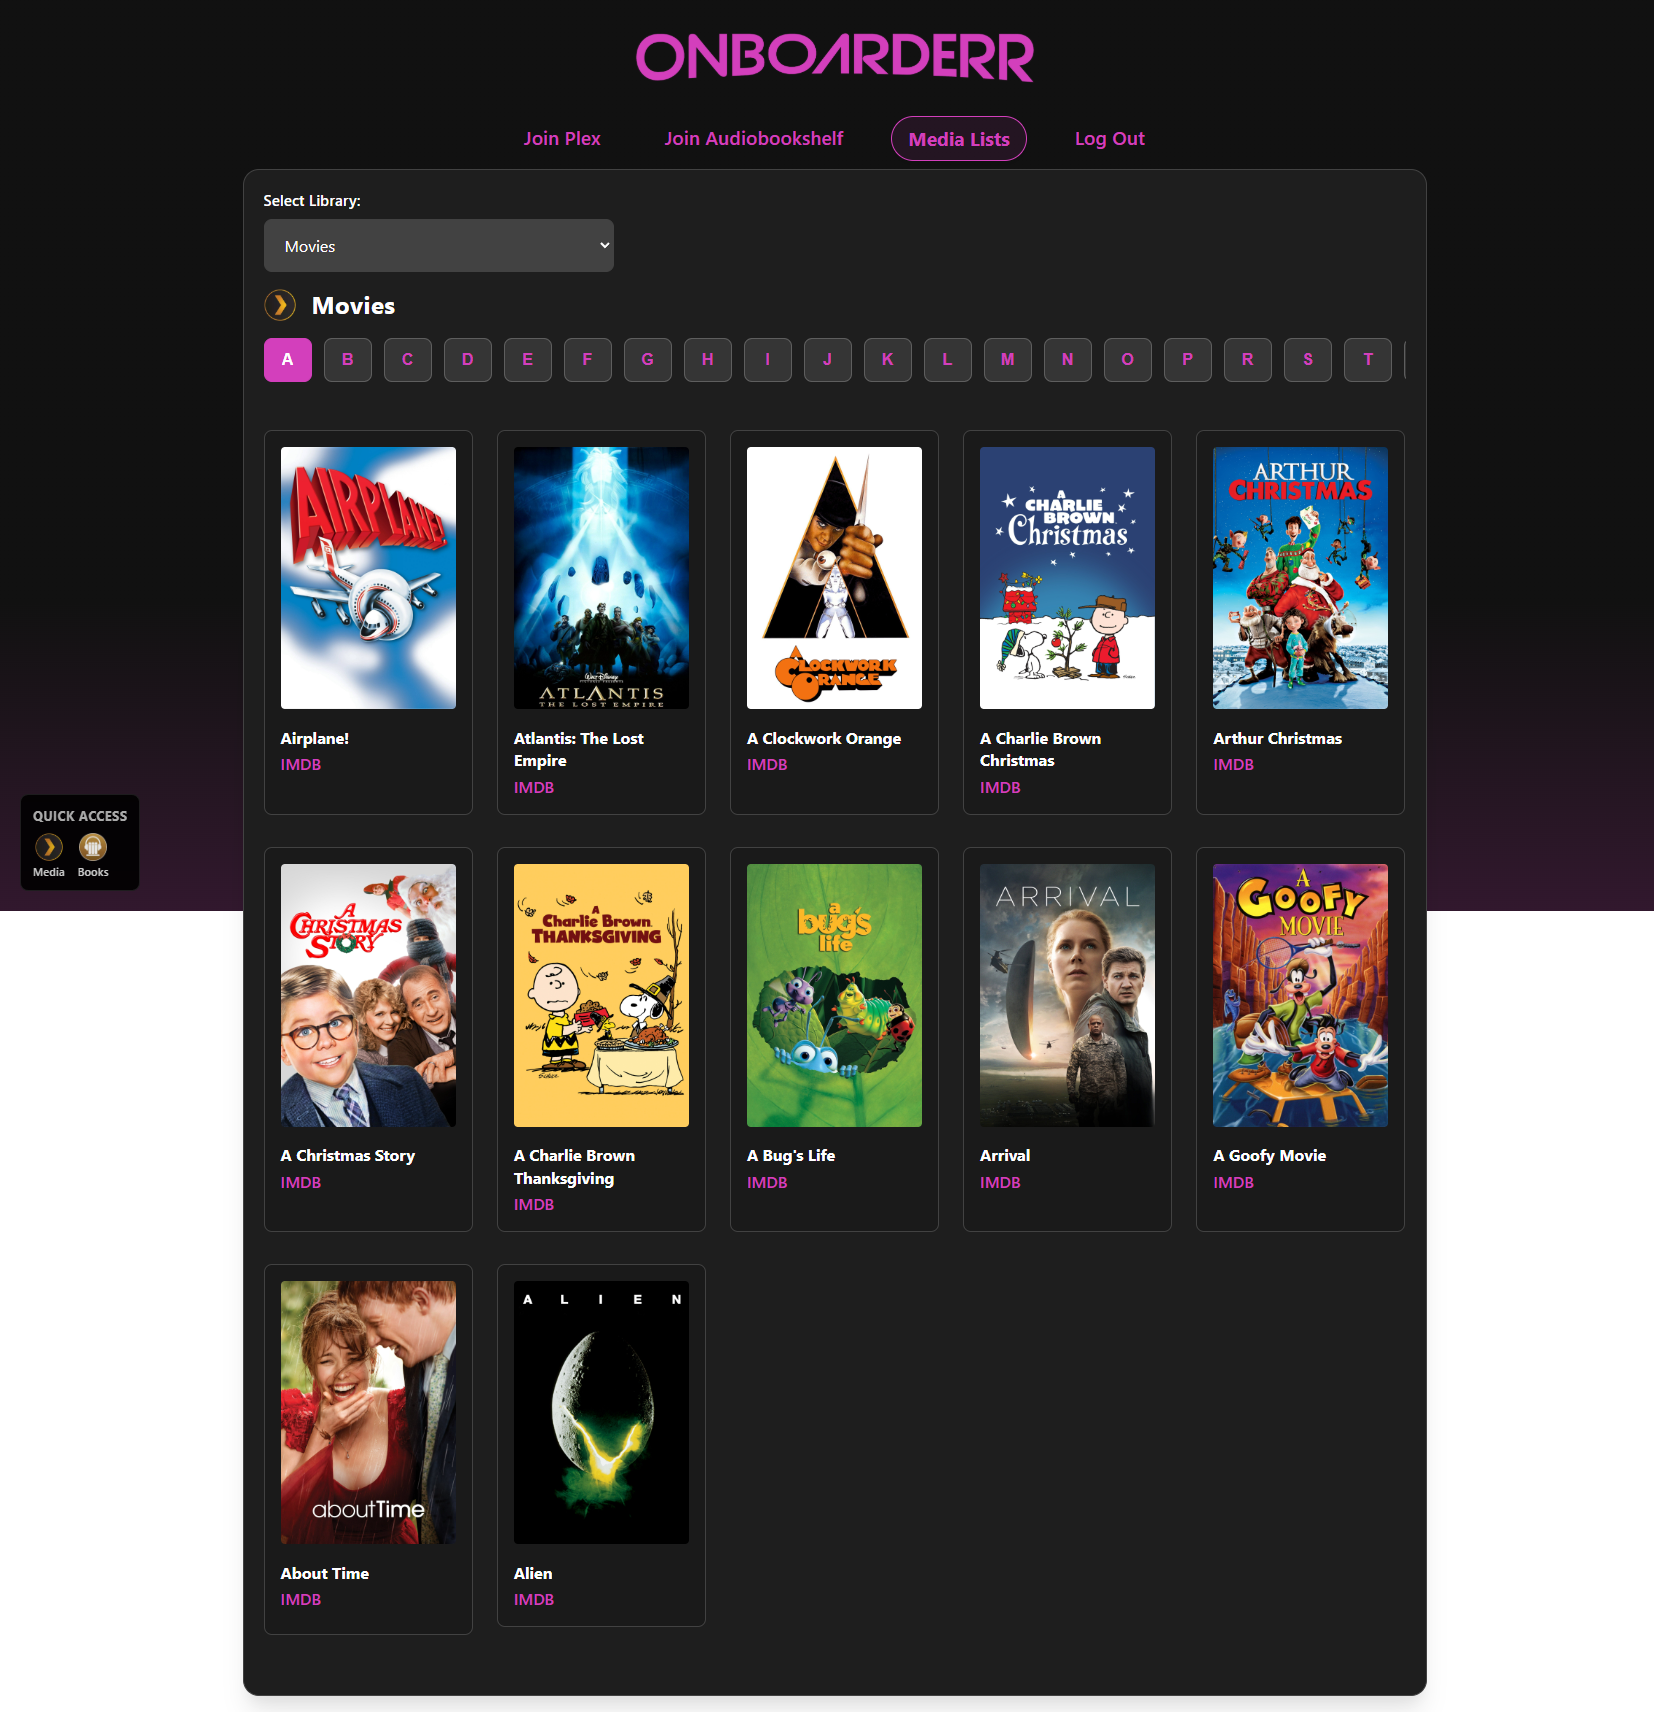 ONBOARDERR
Join Plex
Join Audiobookshelf
Media Lists
Log Out
Select Library:
Movies
Movies
A
B
C
D
E
F
G
H
I
J
K
L
M
N
O
P
R
S
T
AIRPLANE!
Airplane!
IMDB
WALT DISNEY
PICTURES PRESENTS
ATLANTIS
THE LOST EMPIRE
Atlantis: The Lost
Empire
IMDB
A CLOCKWORK
ORANGE
A Clockwork Orange
IMDB
A
CHARLIE
BROWN
Christmas
A Charlie Brown
Christmas
IMDB
ARTHUR
CHRISTMAS
Arthur Christmas
IMDB
QUICK ACCESS
Media
Books
A
CHRISTMAS
STORY
A Christmas Story
IMDB
A
Charlie Brown
THANKSGIVING
A Charlie Brown
Thanksgiving
IMDB
a
bug's
life
A Bug's Life
IMDB
ARRIVAL
Arrival
IMDB
A
GOOFY
MOVIE
A Goofy Movie
IMDB
aboutTime
About Time
IMDB
A L I E N
Alien
IMDB